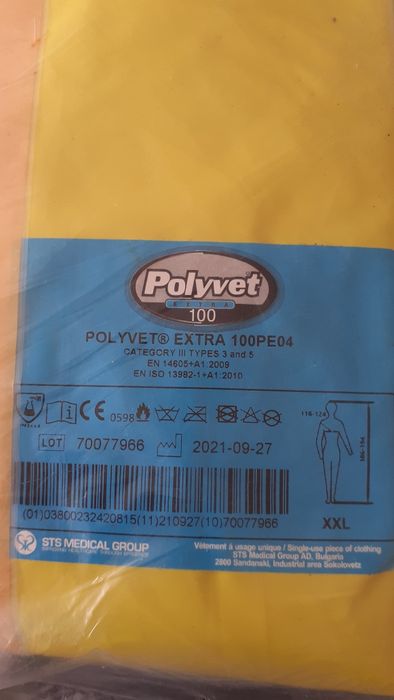 Polyvet®
EXTRA
100
POLYVET® EXTRA 100PE04
CATEGORY III TYPES 3 and 5
EN 14605+A1:2009
EN ISO 13982-1+A1:2010
i CE 0598
116-124
LOT 70077966 2021-09-27
(01)03800232420815(11)210927(10)70077966
XXL
STS MEDICAL GROUP
Vêtement à usage unique / Single-use piece of clothing
STS Medical Group AD, Bulgaria
2800 Sandanski, Industrial area Sokolovetz